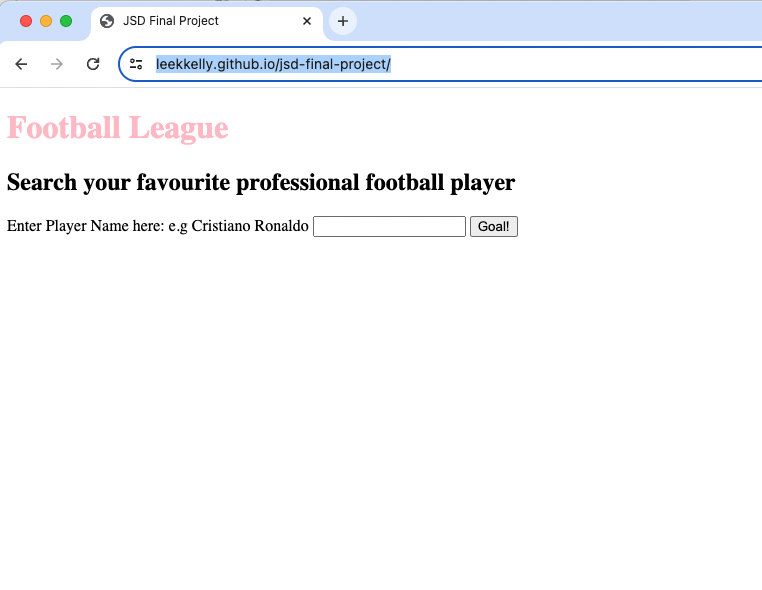 JSD Final Project
leekkelly.github.io/jsd-final-project/
Football League
Search your favourite professional football player
Enter Player Name here: e.g Cristiano Ronaldo Goal!